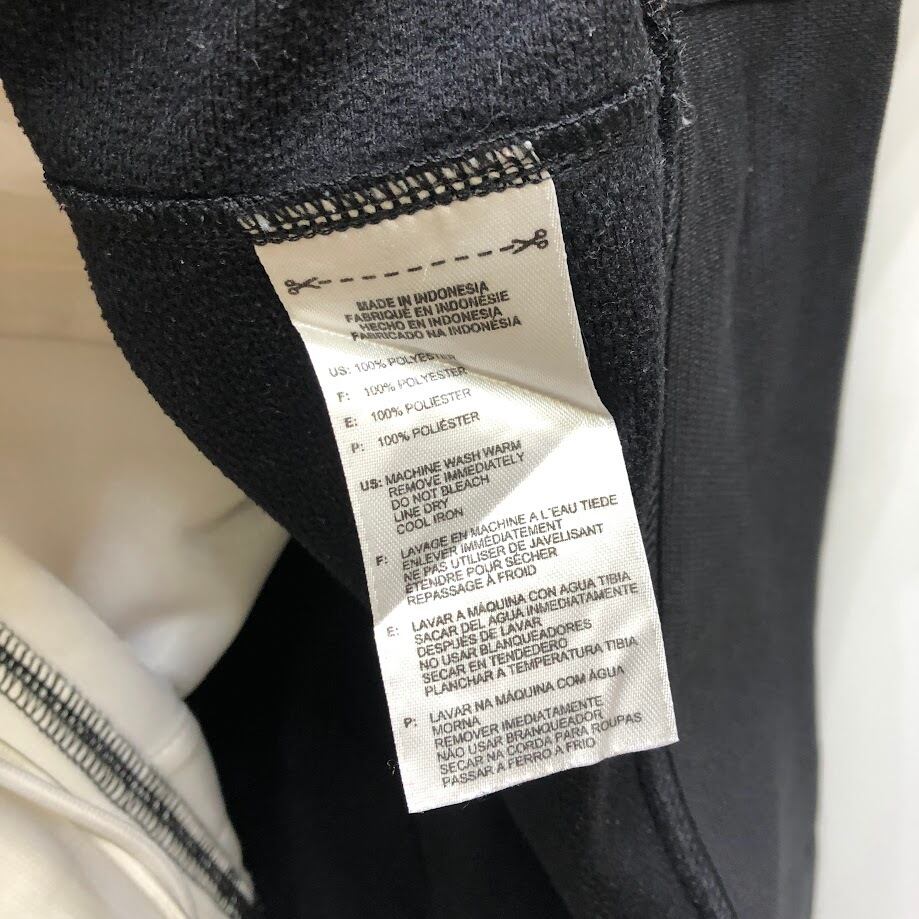 MADE IN INDONESIA
FABRIQUÉ EN INDONÉSIE
HECHO EN INDONESIA
FABRICADO NA INDONÉSIA
US: 100% POLYESTER
F: 100% POLYESTER
E: 100% POLIESTER
P: 100% POLIÉSTER
US: MACHINE WASH WARM
REMOVE IMMEDIATELY
DO NOT BLEACH
LINE DRY
COOL IRON
F: LAVAGE EN MACHINE A L'EAU TIEDE
ENLEVER IMMÉDIATEMENT
NE PAS UTILISER DE JAVELISANT
ÉTENDRE POUR SÉCHER
REPASSAGE À FROID
E: LAVAR A MÁQUINA CON AGUA TIBIA
SACAR DEL AGUA INMEDIATAMENTE
DESPUÉS DE LAVAR
NO USAR BLANQUEADORES
SECAR EN TENDEDERO
PLANCHAR A TEMPERATURA TIBIA
P: LAVAR NA MÁQUINA COM ÁGUA
MORNA
REMOVER IMEDIATAMENTE
NÃO USAR BRANQUEADOR
SECAR NA CORDA PARA ROUPAS
PASSAR A FERRO A FRIO